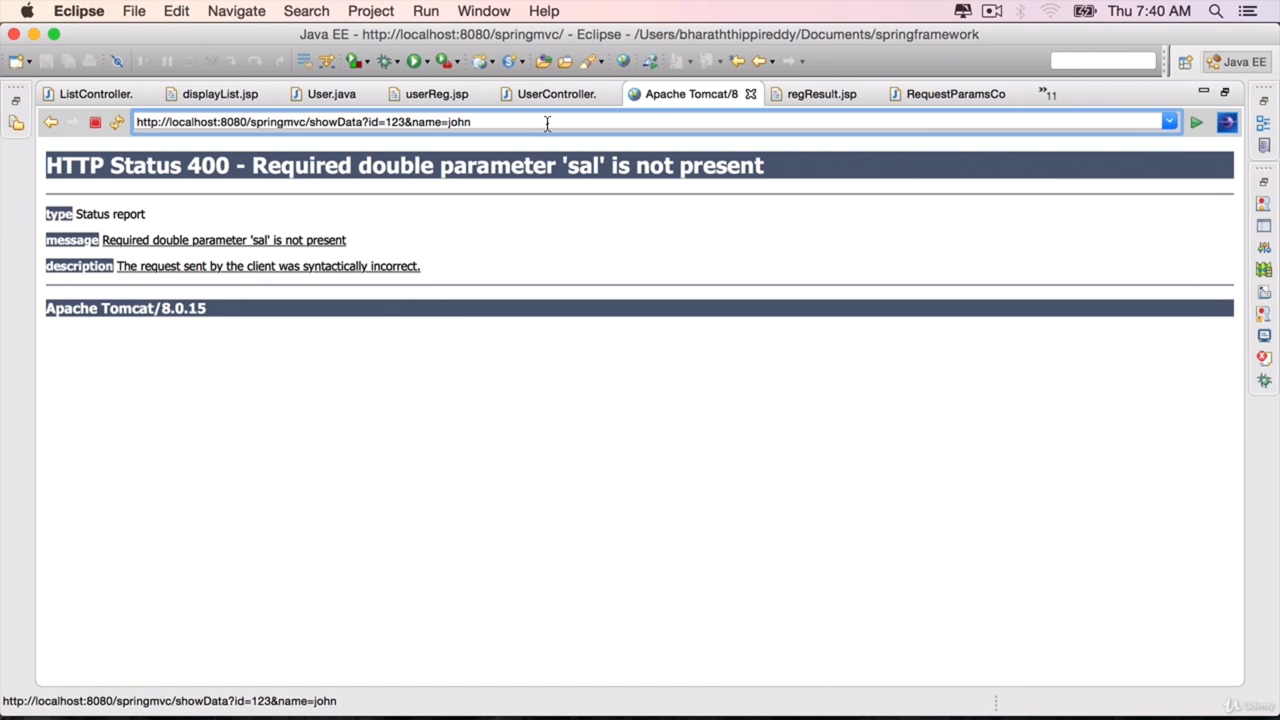 Eclipse File Edit Navigate Search Project Run Window Help Thu 7:40 AM
Java EE - http://localhost:8080/springmvc/ - Eclipse - /Users/bharaththippireddy/Documents/springframework
Java EE
ListController. displayList.jsp User.java userReg.jsp UserController. Apache Tomcat/8 regResult.jsp RequestParamsCo »11
http://localhost:8080/springmvc/showData?id=123&name=john
HTTP Status 400 - Required double parameter 'sal' is not present
type Status report
message Required double parameter 'sal' is not present
description The request sent by the client was syntactically incorrect.
Apache Tomcat/8.0.15
http://localhost:8080/springmvc/showData?id=123&name=john
Udemy